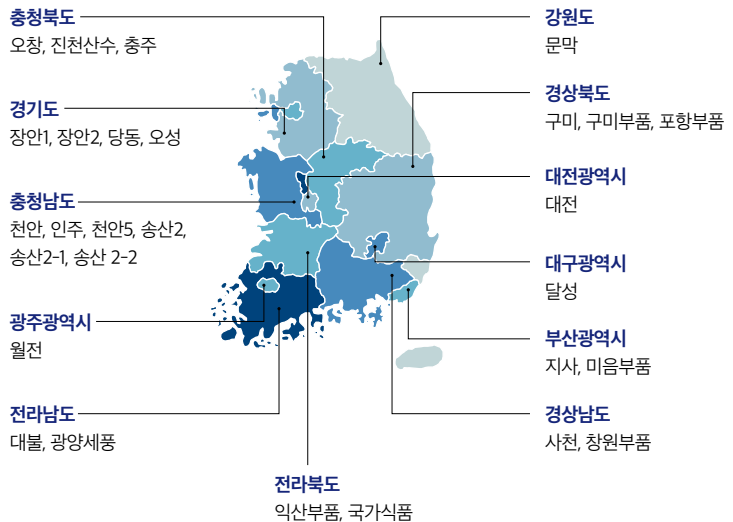 충청북도
오창, 진천산수, 충주
경기도
장안1, 장안2, 당동, 오성
충청남도
천안, 인주, 천안5, 송산2,
송산2-1, 송산 2-2
광주광역시
월전
전라남도
대불, 광양세풍
전라북도
익산부품, 국가식품
강원도
문막
경상북도
구미, 구미부품, 포항부품
대전광역시
대전
대구광역시
달성
부산광역시
지사, 미음부품
경상남도
사천, 창원부품